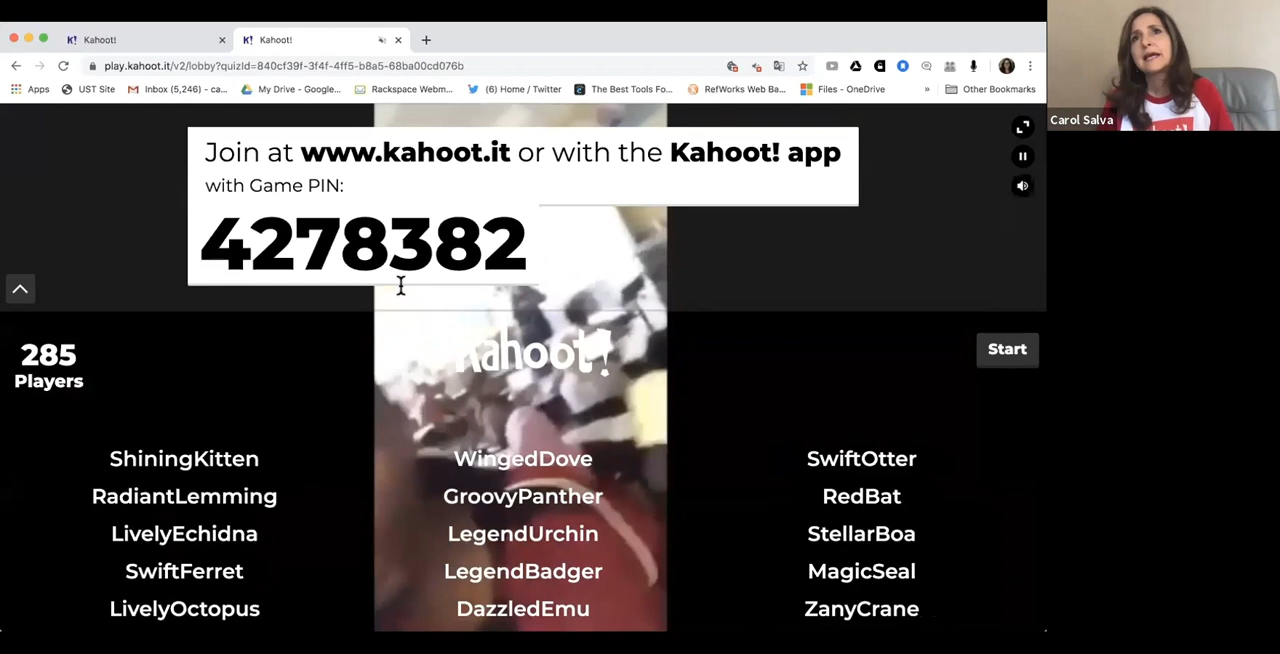 Kahoot!
Kahoot!
play.kahoot.it/v2/lobby?quizId=840cf39f-3f4f-4ff5-b8a5-68ba00cd076b
Apps
UST Site
Inbox (5,246) - ca...
My Drive - Google...
Rackspace Webm...
(6) Home / Twitter
The Best Tools Fo...
RefWorks Web Ba...
Files - OneDrive
»
Other Bookmarks
Carol Salva
Join at www.kahoot.it or with the Kahoot! app
with Game PIN:
4278382
Kahoot!
285
Players
Start
ShiningKitten
WingedDove
SwiftOtter
RadiantLemming
GroovyPanther
RedBat
LivelyEchidna
LegendUrchin
StellarBoa
SwiftFerret
LegendBadger
MagicSeal
LivelyOctopus
DazzledEmu
ZanyCrane